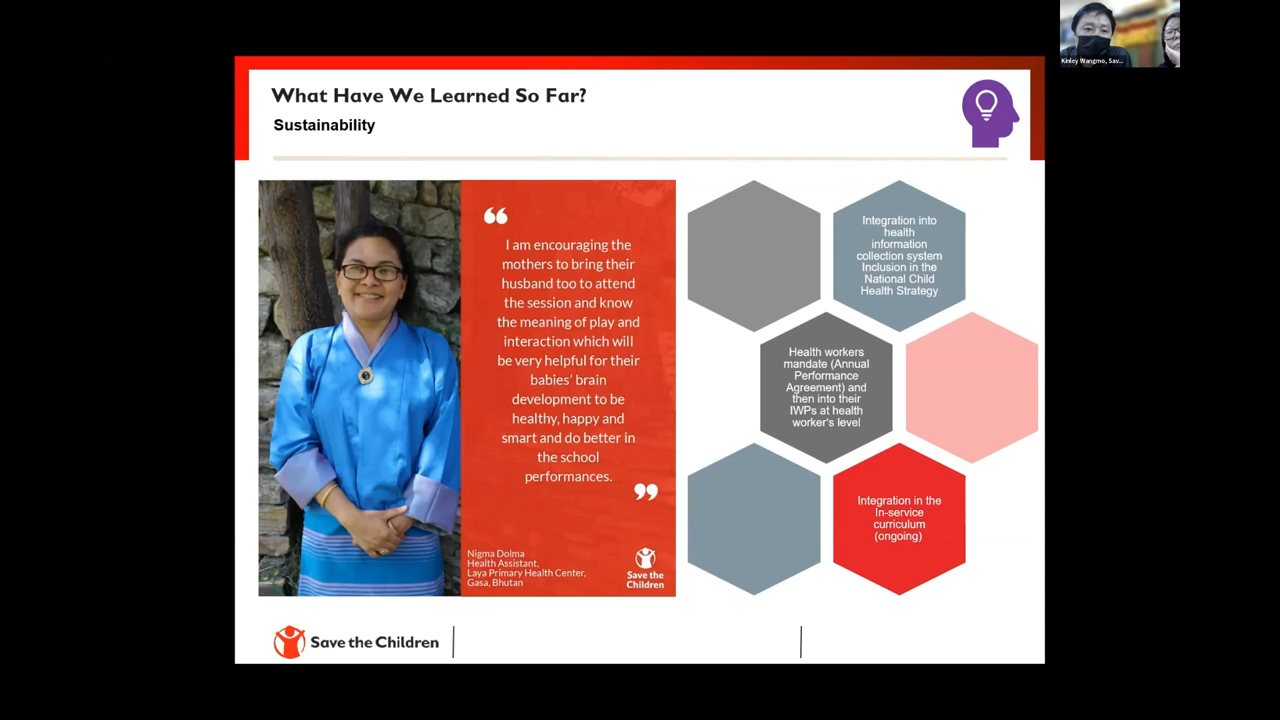 Kinley Wangmo, Sav...
What Have We Learned So Far?
Sustainability
“
I am encouraging the
mothers to bring their
husband too to attend
the session and know
the meaning of play and
interaction which will
be very helpful for their
babies’ brain
development to be
healthy, happy and
smart and do better in
the school
performances.
”
Nigma Dolma
Health Assistant,
Laya Primary Health Center,
Gasa, Bhutan
Save the
Children
Integration into
health
information
collection system
Inclusion in the
National Child
Health Strategy
Health workers
mandate (Annual
Performance
Agreement) and
then into their
IWPs at health
worker's level
Integration in the
In-service
curriculum
(ongoing)
Save the Children